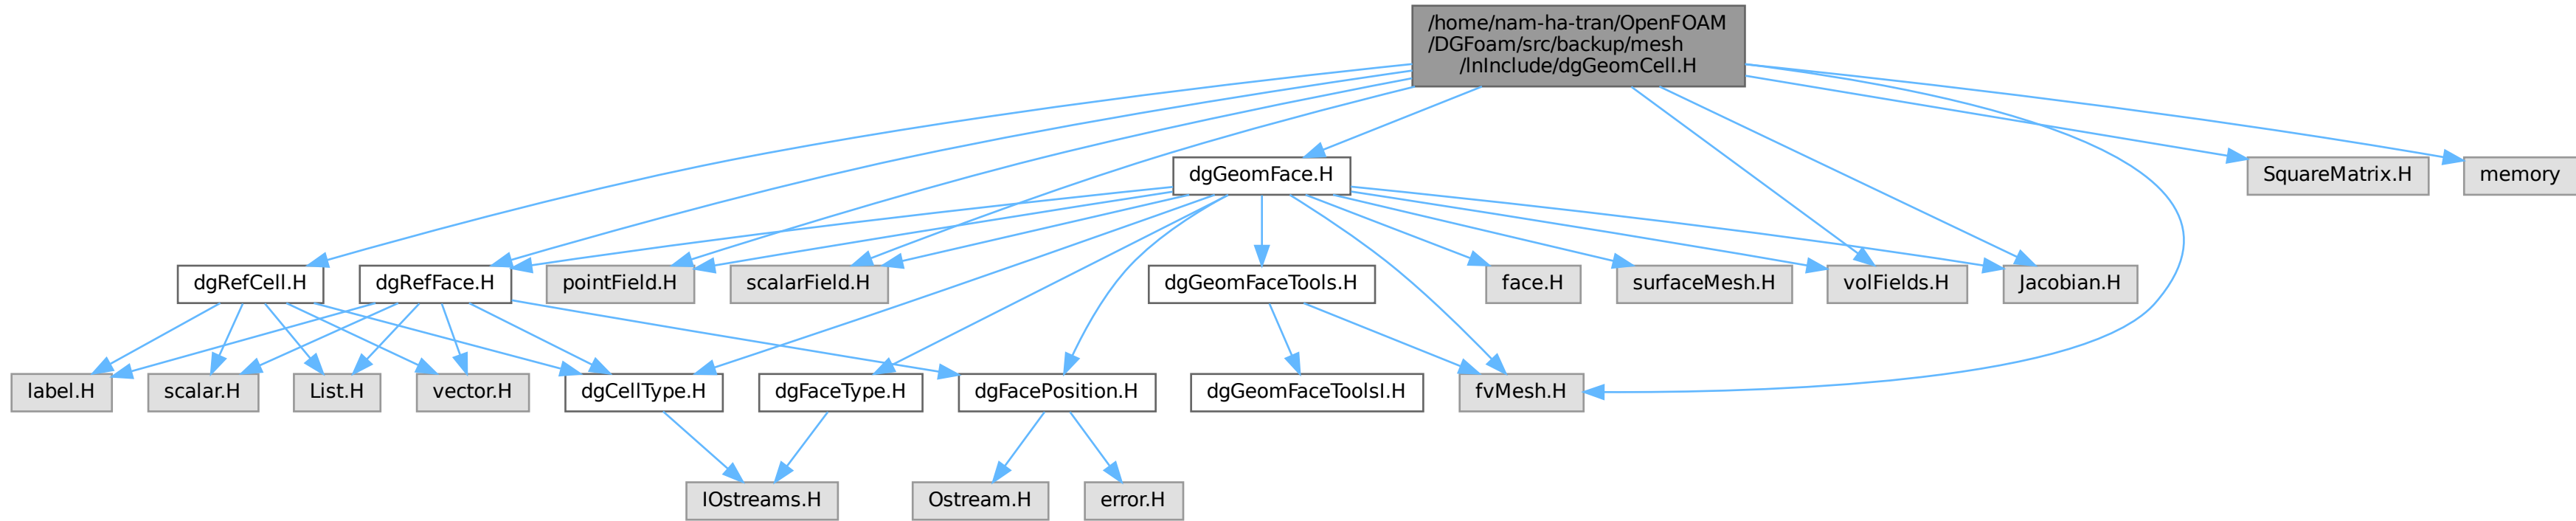 /home/nam-ha-tran/OpenFOAM
/DGFoam/src/backup/mesh
/lnInclude/dgGeomCell.H
dgGeomFace.H
SquareMatrix.H
memory
dgRefCell.H
dgRefFace.H
pointField.H
scalarField.H
dgGeomFaceTools.H
face.H
surfaceMesh.H
volFields.H
Jacobian.H
label.H
scalar.H
List.H
vector.H
dgCellType.H
dgFaceType.H
dgFacePosition.H
dgGeomFaceToolsI.H
fvMesh.H
IOstreams.H
Ostream.H
error.H